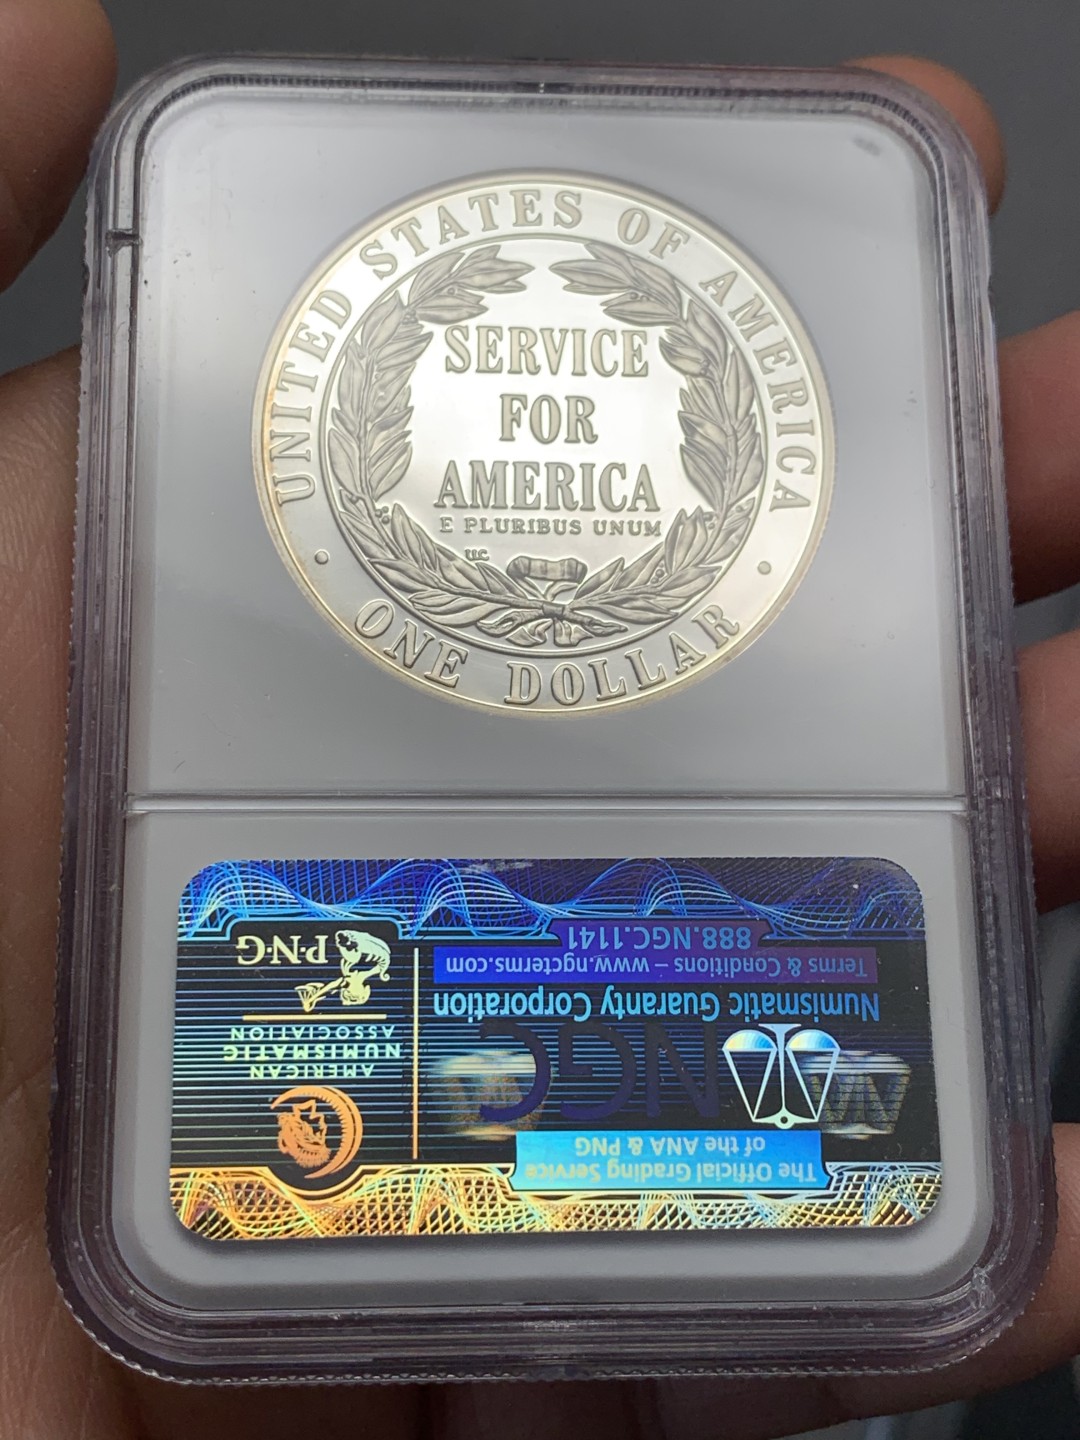 UNITED STATES OF AMERICA
SERVICE
FOR
AMERICA
E PLURIBUS UNUM
ONE DOLLAR
The Official Grading Service
of the ANA & PNG
NGC
Numismatic Guaranty Corporation
Terms & Conditions – www.ngcterms.com
888.NGC.1141
AMERICAN
NUMISMATIC
ASSOCIATION
P·N·G